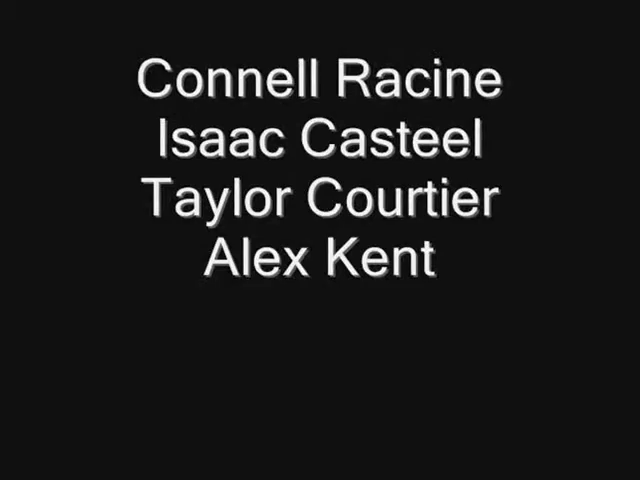 Connell Racine
Isaac Casteel
Taylor Courtier
Alex Kent